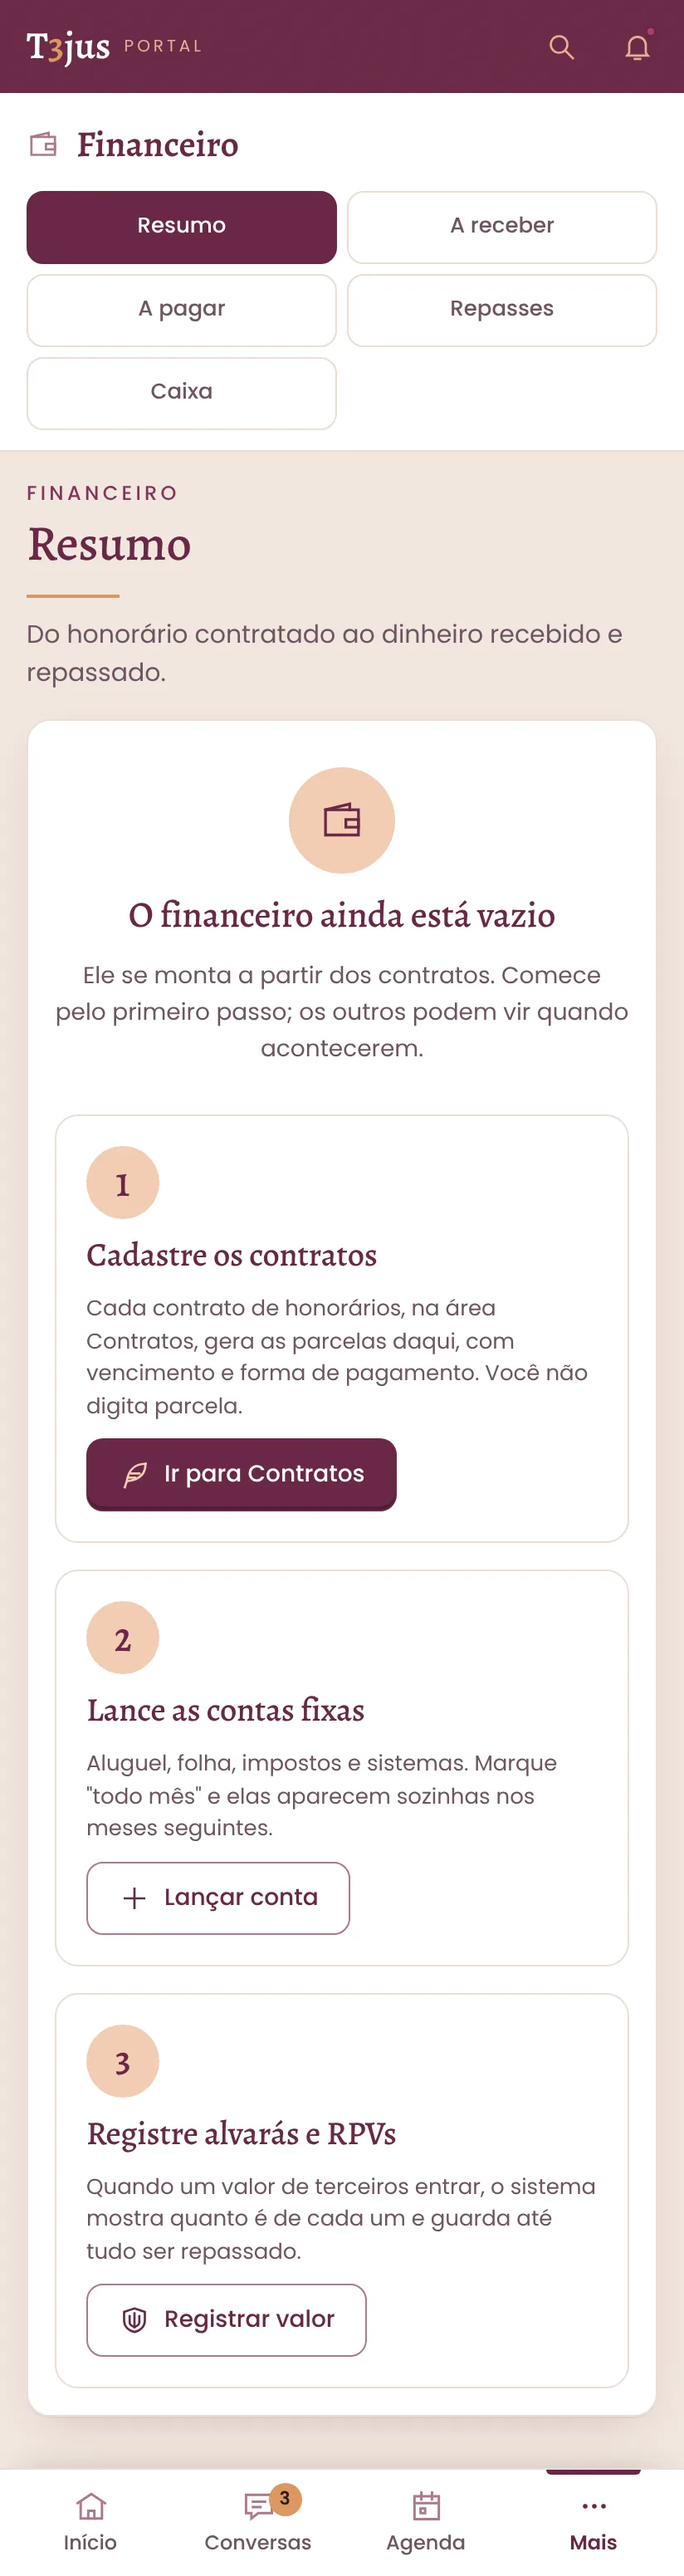 T3jus PORTAL
Financeiro
Resumo
A receber
A pagar
Repasses
Caixa
FINANCEIRO
Resumo
Do honorário contratado ao dinheiro recebido e
repassado.
O financeiro ainda está vazio
Ele se monta a partir dos contratos. Comece
pelo primeiro passo; os outros podem vir quando
acontecerem.
1
Cadastre os contratos
Cada contrato de honorários, na área
Contratos, gera as parcelas daqui, com
vencimento e forma de pagamento. Você não
digita parcela.
Ir para Contratos
2
Lance as contas fixas
Aluguel, folha, impostos e sistemas. Marque
"todo mês" e elas aparecem sozinhas nos
meses seguintes.
Lançar conta
3
Registre alvarás e RPVs
Quando um valor de terceiros entrar, o sistema
mostra quanto é de cada um e guarda até
tudo ser repassado.
Registrar valor
3
Início
Conversas
Agenda
Mais